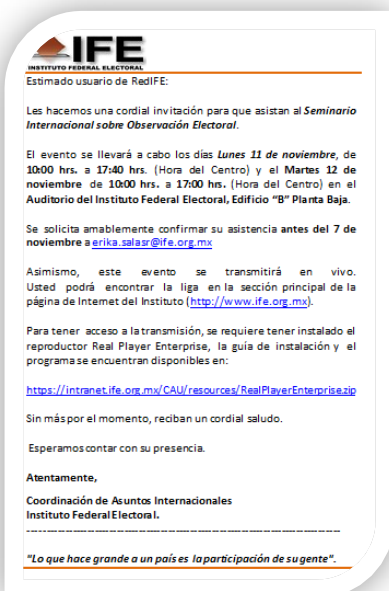 IFE
INSTITUTO FEDERAL ELECTORAL
Estimado usuario de RedIFE:
Les hacemos una cordial invitación para que asistan al Seminario
Internacional sobre Observación Electoral.
El evento se llevará a cabo los días Lunes 11 de noviembre, de
10:00 hrs. a 17:40 hrs. (Hora del Centro) y el Martes 12 de
noviembre de 10:00 hrs. a 17:00 hrs. (Hora del Centro) en el
Auditorio del Instituto Federal Electoral, Edificio "B" Planta Baja.
Se solicita amablemente confirmar su asistencia antes del 7 de
noviembre a erika.salasr@ife.org.mx
Asimismo, este evento se transmitirá en vivo.
Usted podrá encontrar la liga en la sección principal de la
página de Internet del Instituto (http://www.ife.org.mx).
Para tener acceso a la transmisión, se requiere tener instalado el
reproductor Real Player Enterprise, la guía de instalación y el
programa se encuentran disponibles en:
https://intranet.ife.org.mx/CAU/resources/RealPlayerEnterprise.zip
Sin más por el momento, reciban un cordial saludo.
Esperamos contar con su presencia.
Atentamente,
Coordinación de Asuntos Internacionales
Instituto Federal Electoral.
"Lo que hace grande a un país es la participación de su gente".